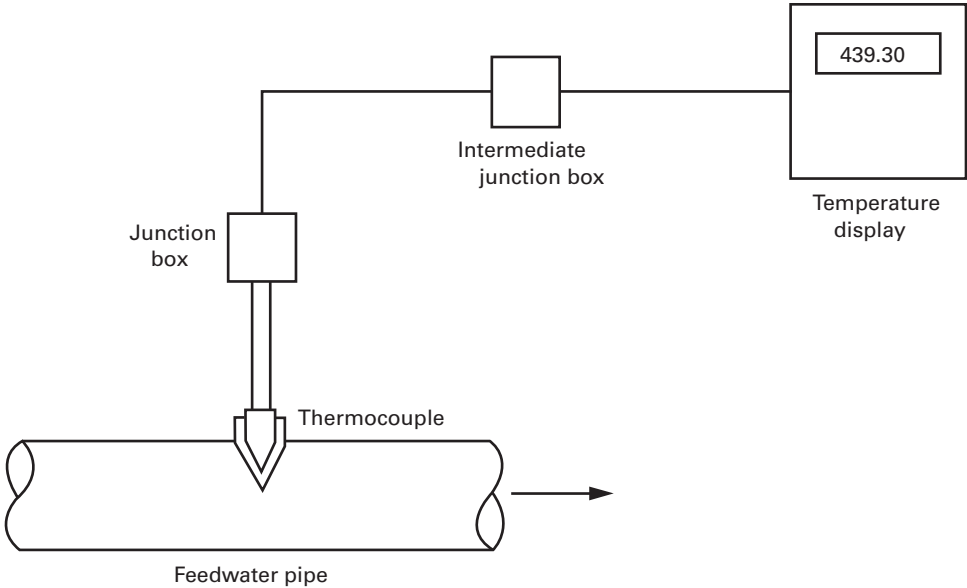 439.30
Intermediate
junction box
Temperature
display
Junction
box
Thermocouple
Feedwater pipe